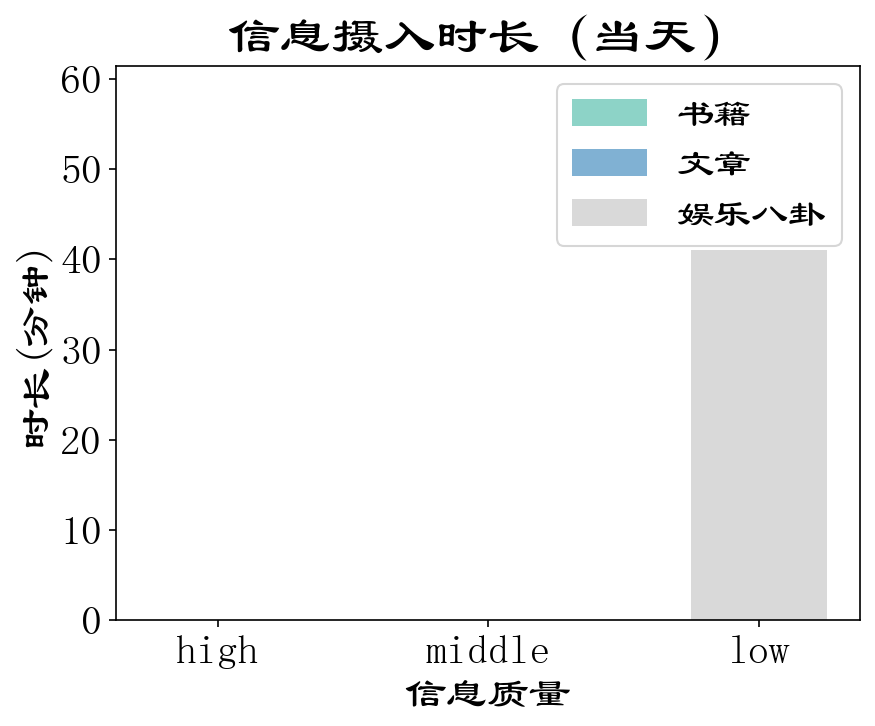 信息摄入时长（当天）
60
50
40
30
20
10
0
时长(分钟)
书籍
文章
娱乐八卦
high
middle
low
信息质量